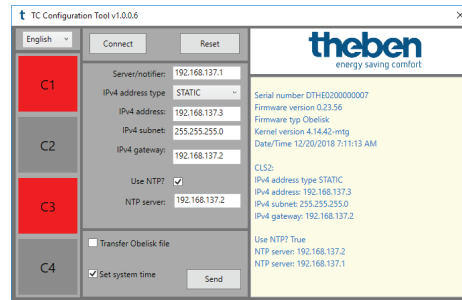 t TC Configuration Tool v1.0.0.6
English
Connect
Reset
C1
C2
C3
C4
Server/notifier: 192.168.137.1
IPv4 address type STATIC
IPv4 address: 192.168.137.3
IPv4 subnet: 255.255.255.0
IPv4 gateway: 192.168.137.2
Use NTP?
NTP server: 192.168.137.2
Transfer Obelisk file
Set system time
Send
theben
energy saving comfort
Serial number DTHE0200000007
Firmware version 0.23.56
Firmware typ Obelisk
Kernel version 4.14.42-mtg
Date/Time 12/20/2018 7:11:13 AM
CLS2:
IPv4 address type STATIC
IPv4 address: 192.168.137.3
IPv4 subnet: 255.255.255.0
IPv4 gateway: 192.168.137.2
Use NTP? True
NTP server: 192.168.137.2
NTP server: 192.168.137.1